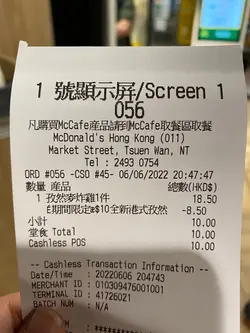 1 號顯示屏/Screen 1
056
凡購買McCafe產品請到McCafe取餐區取餐
McDonald's Hong Kong (011)
Market Street, Tsuen Wan, NT
Tel : 2493 0754
ORD #056 -CSD #45- 06/06/2022 20:47:47
數量 產品 總數(HKD$)
1 孜然麥炸雞1件 18.50
£期間限定e$10全新港式孜然 -8.50
小計 10.00
堂食 Total 10.00
Cashless POS 10.00
-- Cashless Transaction Information --
Date/Time : 20220606 204743
MERCHANT ID : 010309476001001
TERMINAL ID : 41726021
BATCH NUM : N/A